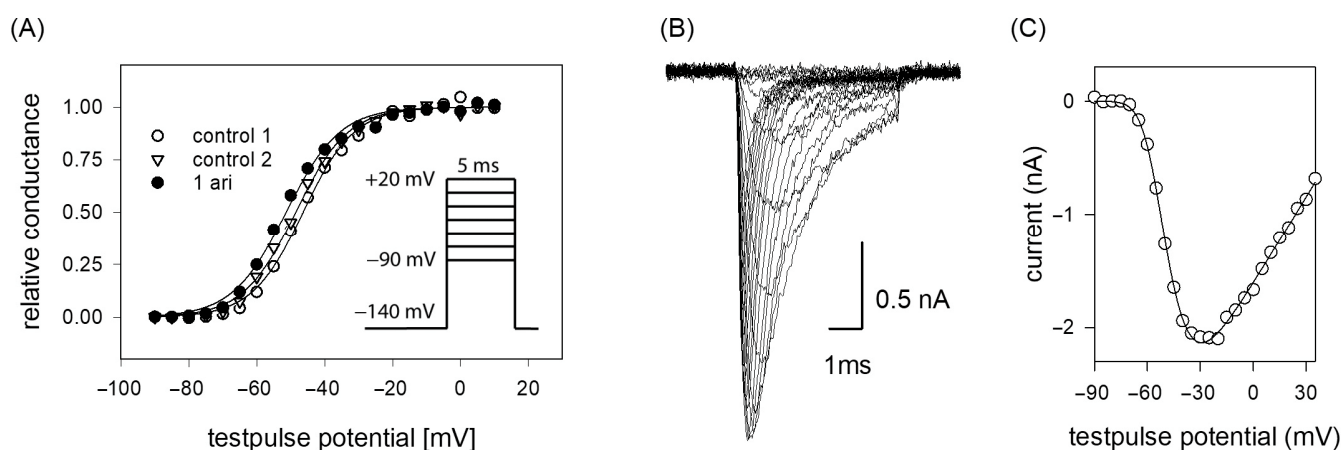 (A)
relative conductance
1.00
0.75
0.50
0.25
0.00
control 1
control 2
1 ari
5 ms
+20 mV
−90 mV
−140 mV
−100 −80 −60 −40 −20 0 20
testpulse potential [mV]
(B)
0.5 nA
1ms
(C)
current (nA)
0
−1
−2
−90 −60 −30 0 30
testpulse potential (mV)